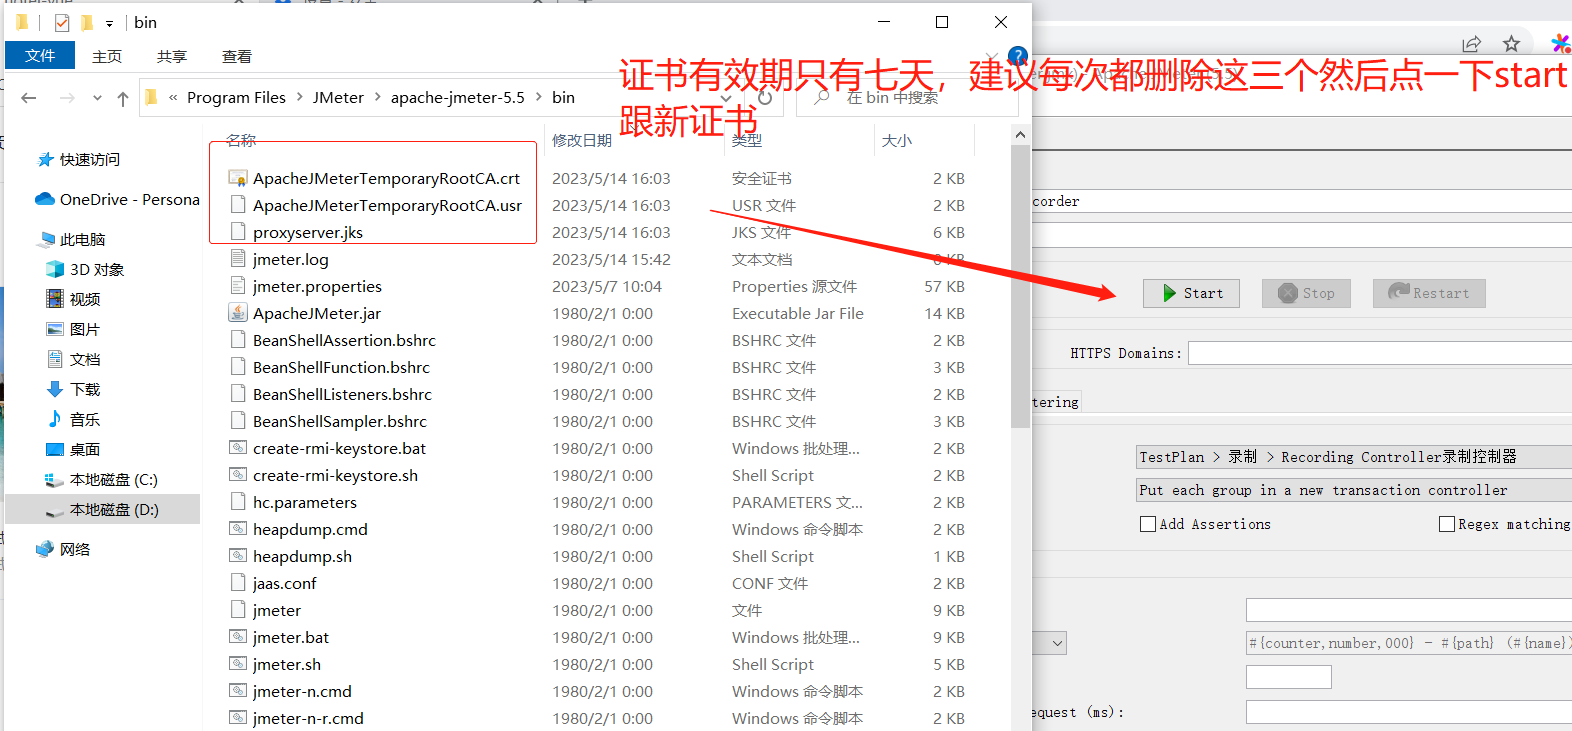 bin
文件 主页 共享 查看
证书有效期只有七天，建议每次都删除这三个然后点一下start
跟新证书
« Program Files > JMeter > apache-jmeter-5.5 > bin
在 bin 中搜索
名称 修改日期 类型 大小
快速访问
OneDrive - Persona
此电脑
3D 对象
视频
图片
文档
下载
音乐
桌面
本地磁盘 (C:)
本地磁盘 (D:)
网络
ApacheJMeterTemporaryRootCA.crt 2023/5/14 16:03 安全证书 2 KB
ApacheJMeterTemporaryRootCA.usr 2023/5/14 16:03 USR 文件 2 KB
proxyserver.jks 2023/5/14 16:03 JKS 文件 6 KB
jmeter.log 2023/5/14 15:42 文本文档 KB
jmeter.properties 2023/5/7 10:04 Properties 源文件 57 KB
ApacheJMeter.jar 1980/2/1 0:00 Executable Jar File 14 KB
BeanShellAssertion.bshrc 1980/2/1 0:00 BSHRC 文件 2 KB
BeanShellFunction.bshrc 1980/2/1 0:00 BSHRC 文件 3 KB
BeanShellListeners.bshrc 1980/2/1 0:00 BSHRC 文件 2 KB
BeanShellSampler.bshrc 1980/2/1 0:00 BSHRC 文件 3 KB
create-rmi-keystore.bat 1980/2/1 0:00 Windows 批处理... 2 KB
create-rmi-keystore.sh 1980/2/1 0:00 Shell Script 2 KB
hc.parameters 1980/2/1 0:00 PARAMETERS 文... 2 KB
heapdump.cmd 1980/2/1 0:00 Windows 命令脚本 2 KB
heapdump.sh 1980/2/1 0:00 Shell Script 1 KB
jaas.conf 1980/2/1 0:00 CONF 文件 2 KB
jmeter 1980/2/1 0:00 文件 9 KB
jmeter.bat 1980/2/1 0:00 Windows 批处理... 9 KB
jmeter.sh 1980/2/1 0:00 Shell Script 5 KB
jmeter-n.cmd 1980/2/1 0:00 Windows 命令脚本 2 KB
jmeter-n-r.cmd 1980/2/1 0:00 Windows 命令脚本 2 KB
corder
Start Stop Restart
HTTPS Domains:
tering
TestPlan > 录制 > Recording Controller录制控制器
Put each group in a new transaction controller
Add Assertions Regex matching
#{counter,number,000} - #{path} (#{name})
equest (ms):